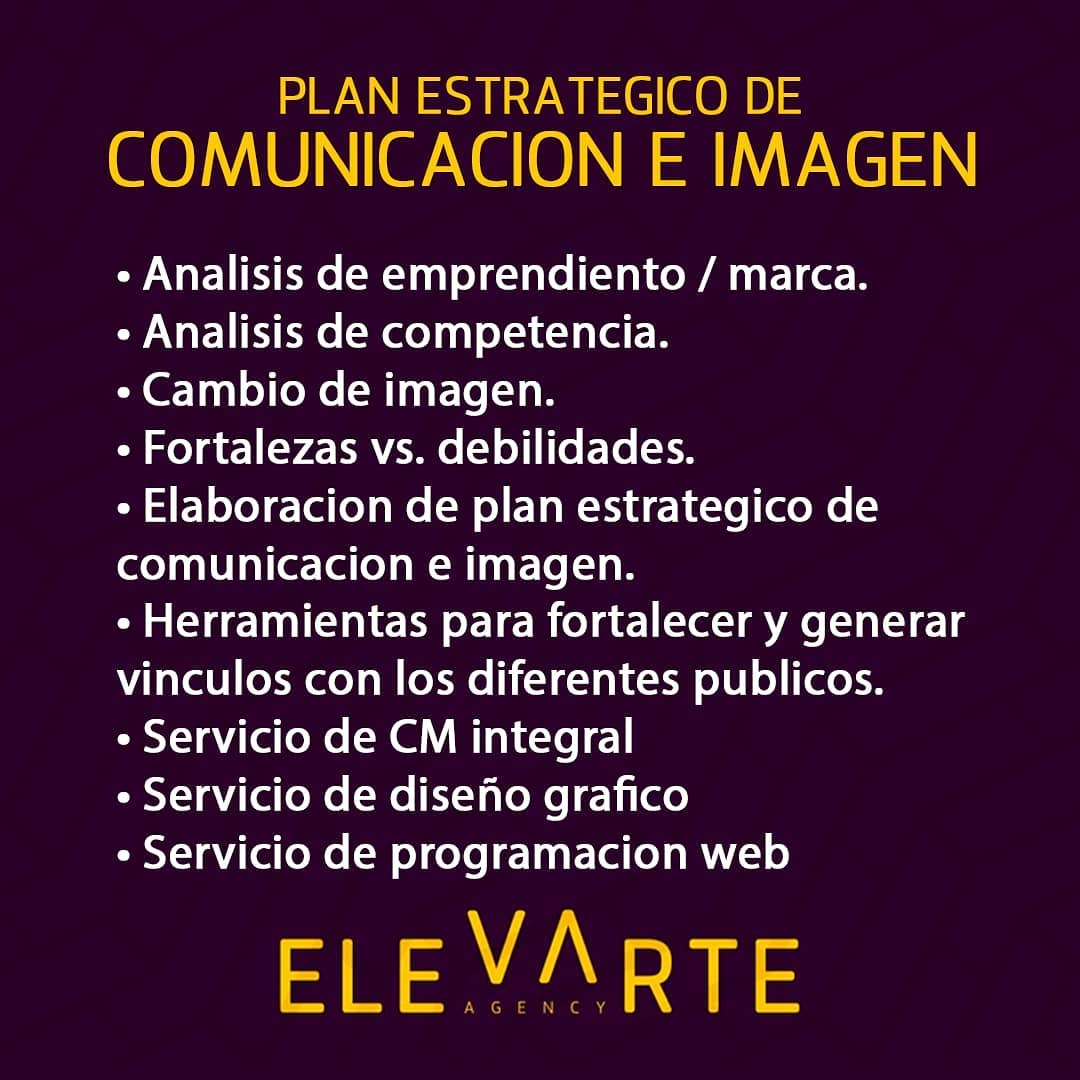 PLAN ESTRATEGICO DE
COMUNICACION E IMAGEN
• Analisis de emprendiento / marca.
• Analisis de competencia.
• Cambio de imagen.
• Fortalezas vs. debilidades.
• Elaboracion de plan estrategico de
comunicacion e imagen.
• Herramientas para fortalecer y generar
vinculos con los diferentes publicos.
• Servicio de CM integral
• Servicio de diseño grafico
• Servicio de programacion web
ELEVARTE
AGENCY